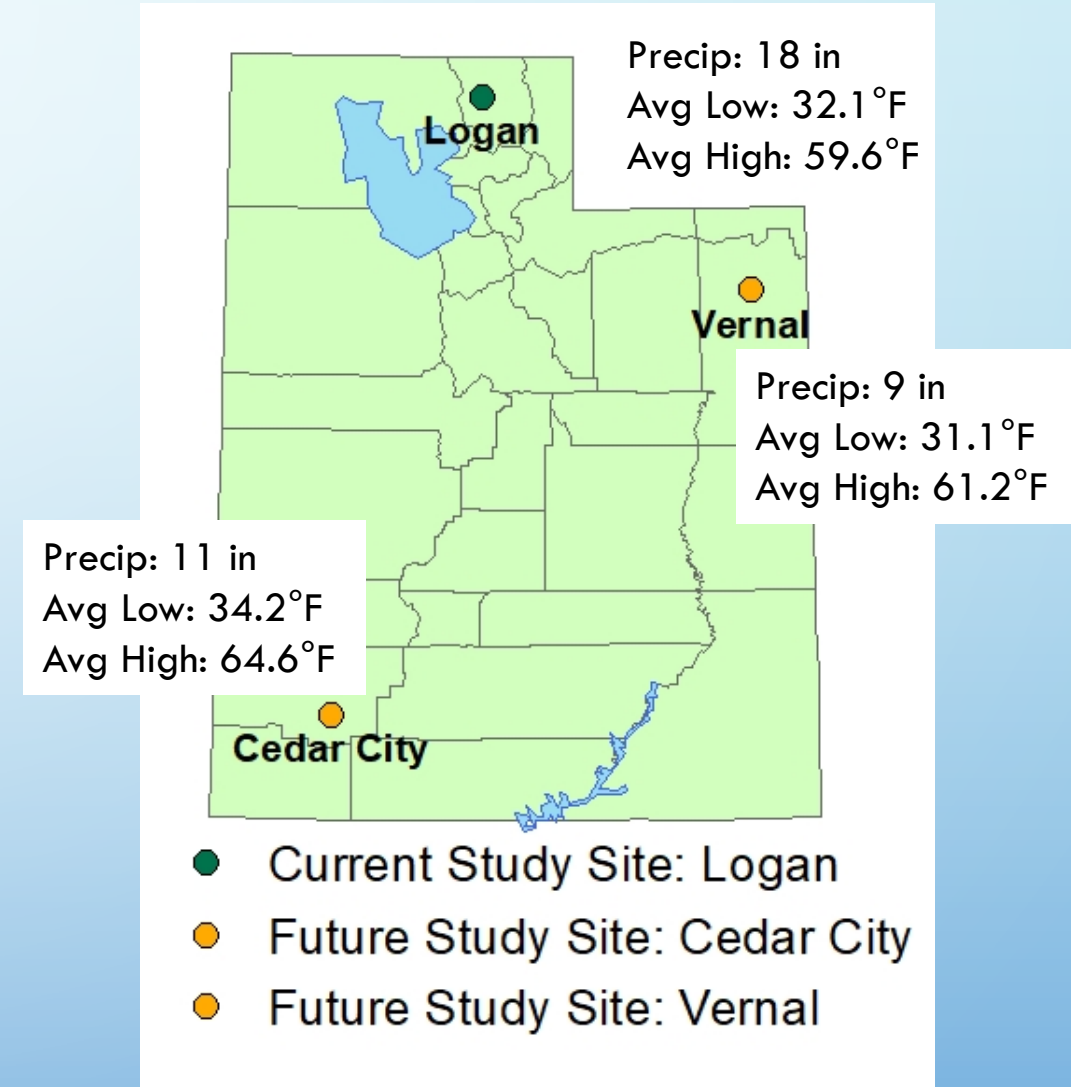 Precip: 18 in
Avg Low: 32.1°F
Avg High: 59.6°F
Logan
Vernal
Precip: 9 in
Avg Low: 31.1°F
Avg High: 61.2°F
Precip: 11 in
Avg Low: 34.2°F
Avg High: 64.6°F
Cedar City
Current Study Site: Logan
Future Study Site: Cedar City
Future Study Site: Vernal